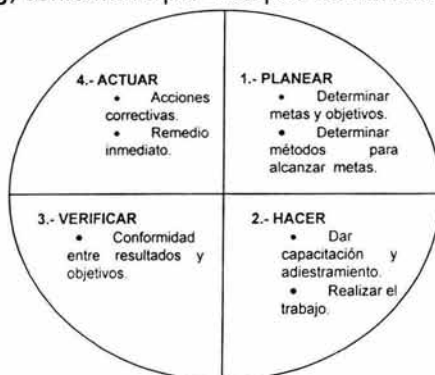 4.- ACTUAR
• Acciones
correctivas.
• Remedio
inmediato.
1.- PLANEAR
• Determinar
metas y objetivos.
• Determinar
métodos para
alcanzar metas.
3.- VERIFICAR
• Conformidad
entre resultados y
objetivos.
2.- HACER
• Dar
capacitación y
adiestramiento.
• Realizar el
trabajo.